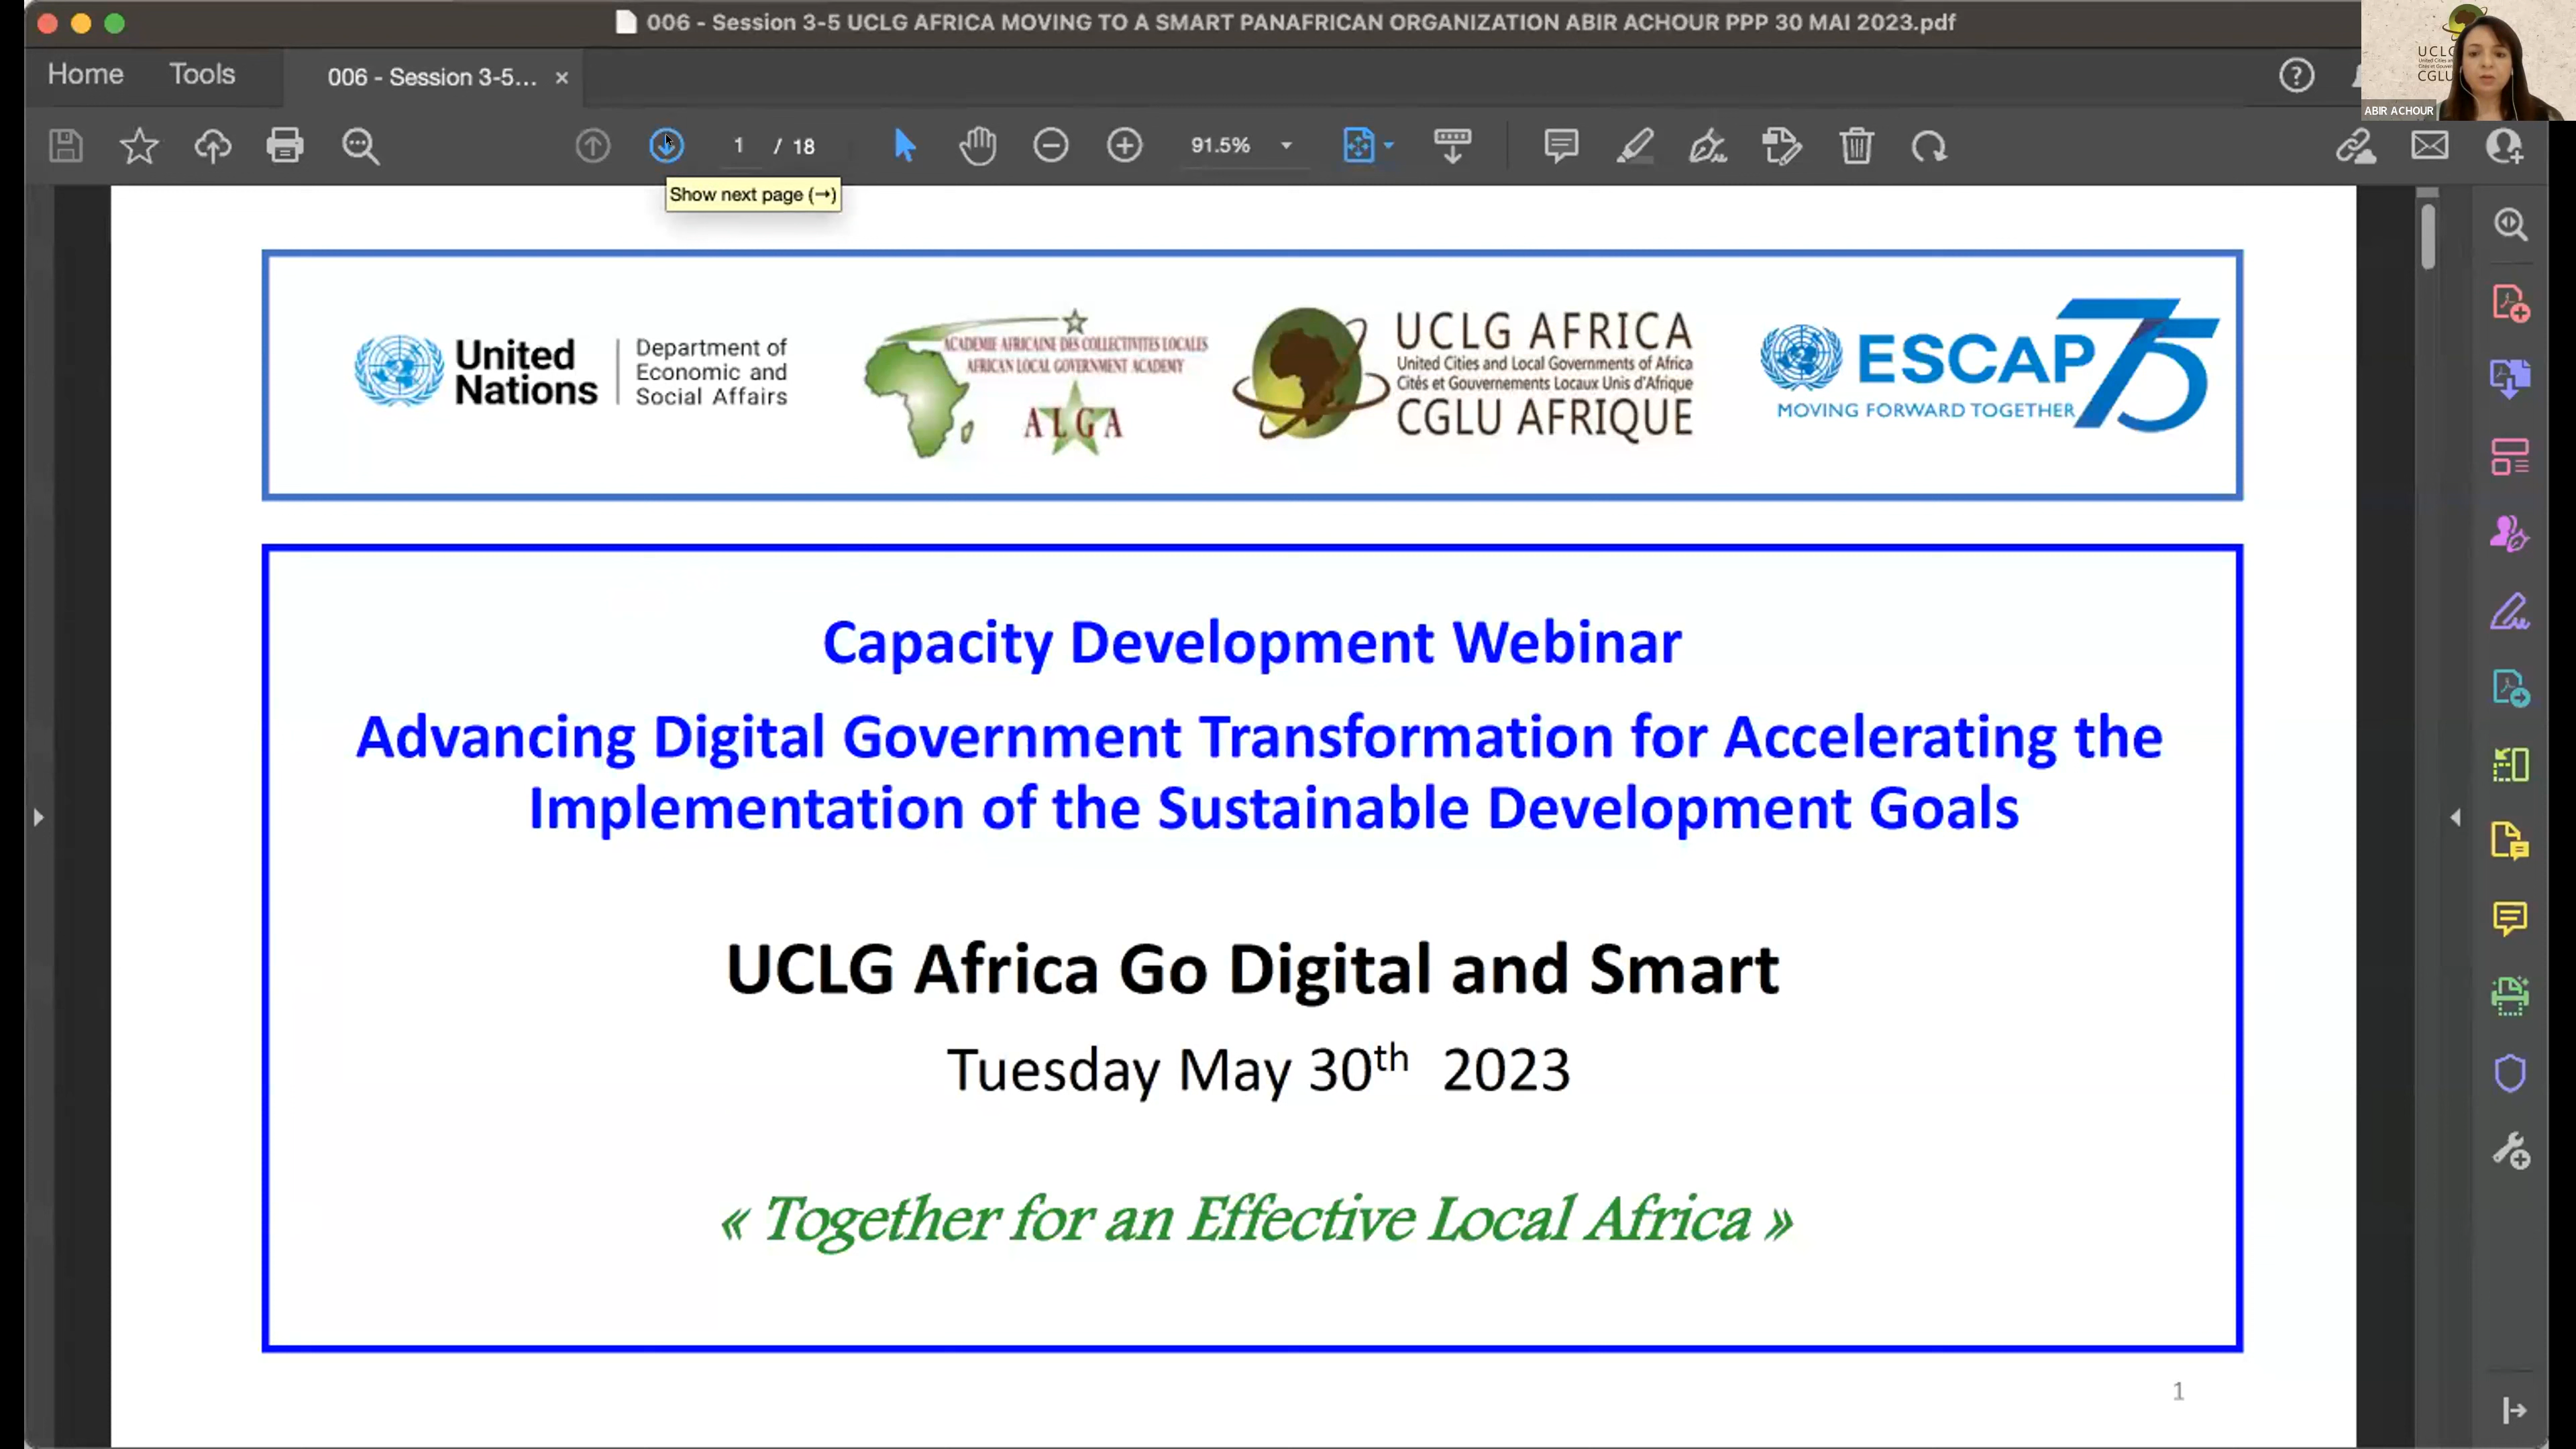 006 - Session 3-5 UCLG AFRICA MOVING TO A SMART PANAFRICAN ORGANIZATION ABIR ACHOUR PPP 30 MAI 2023.pdf
Home
Tools
006 - Session 3-5...
1 / 18
91.5%
Show next page (→)
UCLG
CGLU
ABIR ACHOUR
United Nations
Department of Economic and Social Affairs
ACADEMIE AFRICAINE DES COLLECTIVITES LOCALES
AFRICAN LOCAL GOVERNMENT ACADEMY
ALGA
UCLG AFRICA
United Cities and Local Governments of Africa
Cités et Gouvernements Locaux Unis d'Afrique
CGLU AFRIQUE
ESCAP 75
MOVING FORWARD TOGETHER
Capacity Development Webinar
Advancing Digital Government Transformation for Accelerating the
Implementation of the Sustainable Development Goals
UCLG Africa Go Digital and Smart
Tuesday May 30th 2023
« Together for an Effective Local Africa »
1